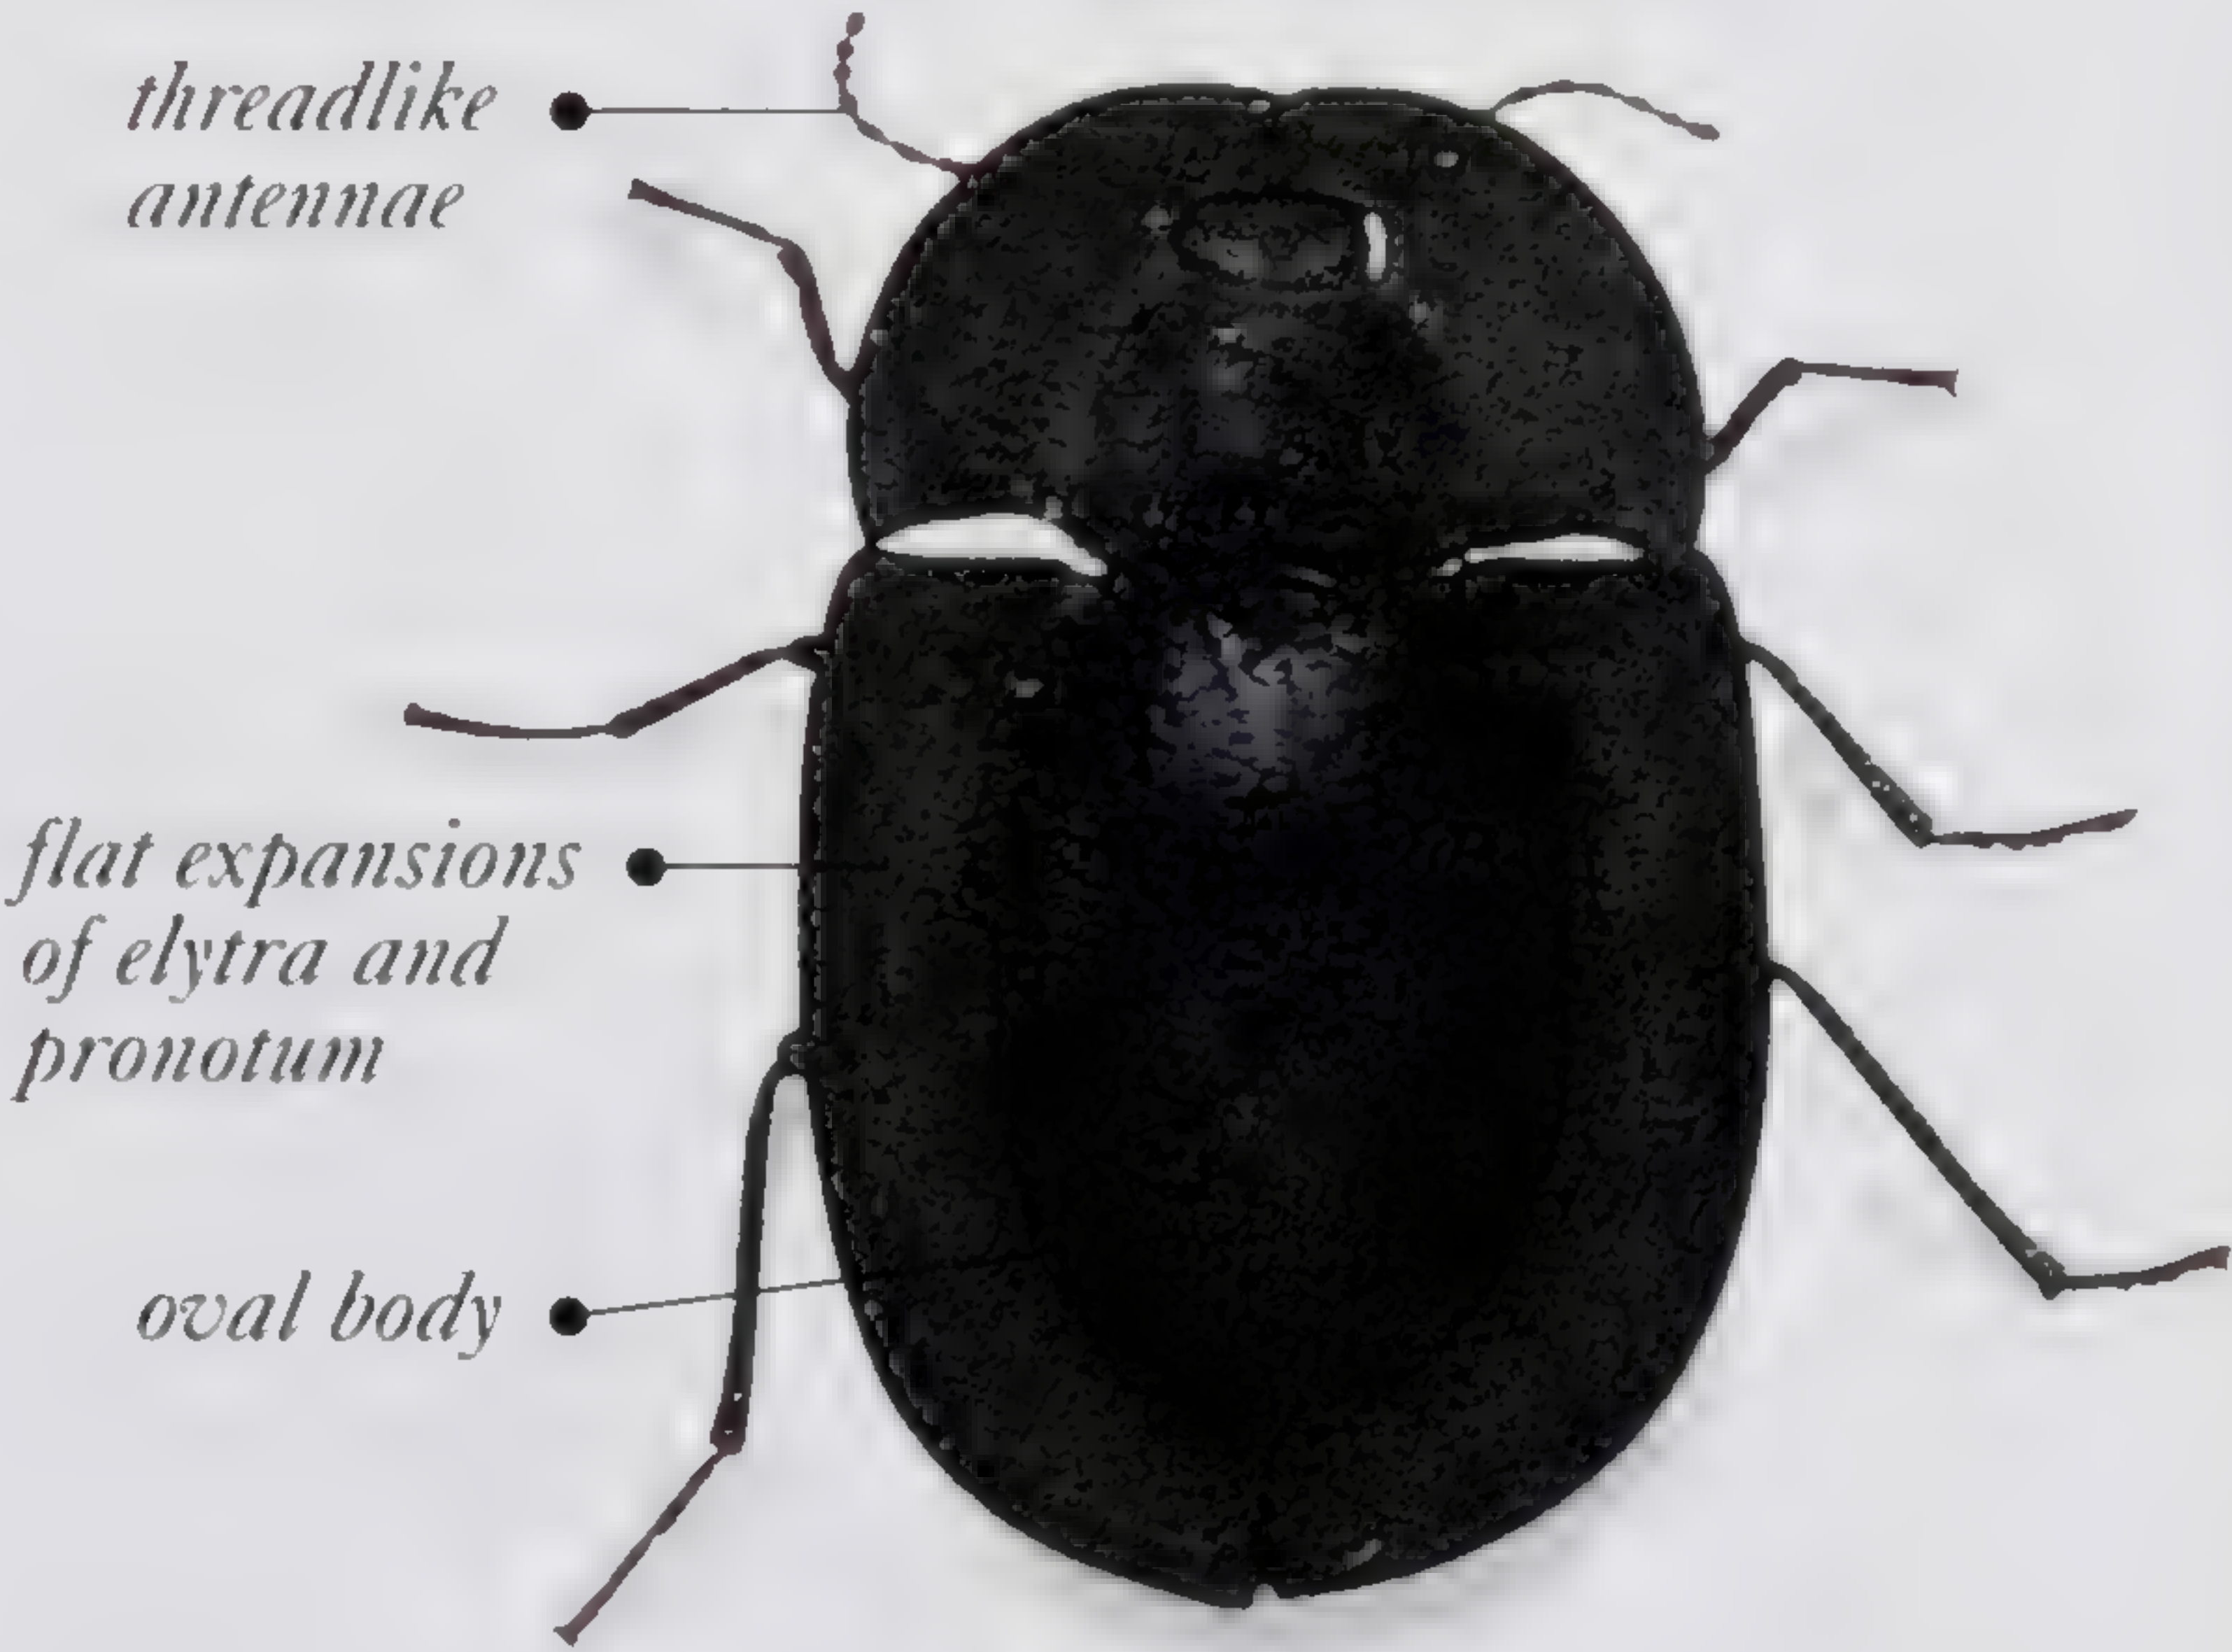 threadlike
antennae
flat expansions
of elytra and
pronotum
oval body